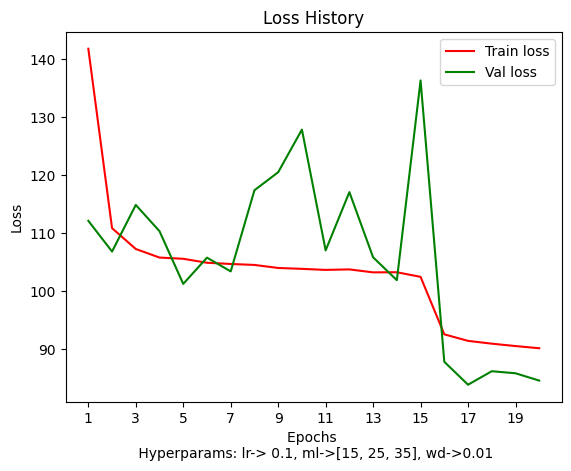 Loss History
Train loss
Val loss
Loss
140
130
120
110
100
90
1 3 5 7 9 11 13 15 17 19
Epochs
Hyperparams: lr-> 0.1, ml->[15, 25, 35], wd->0.01